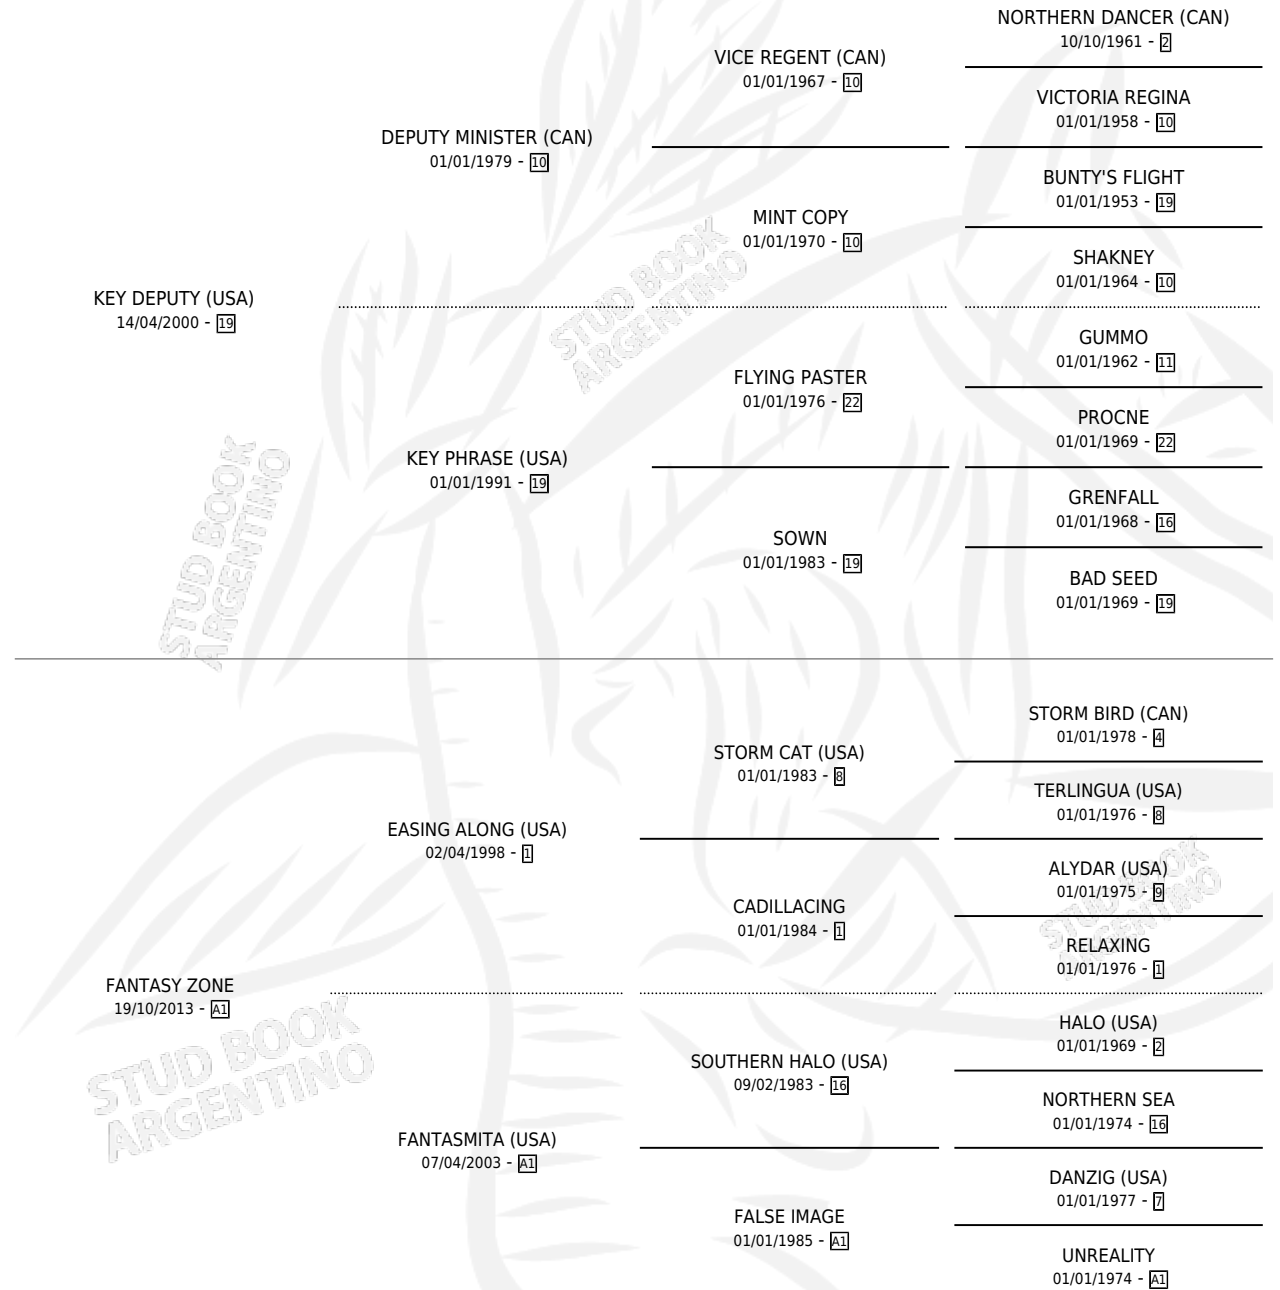 NORTHERN DANCER (CAN)
10/10/1961 - 2
VICE REGENT (CAN)
01/01/1967 - 10
VICTORIA REGINA
01/01/1958 - 10
DEPUTY MINISTER (CAN)
01/01/1979 - 10
BUNTY'S FLIGHT
01/01/1953 - 19
MINT COPY
01/01/1970 - 10
SHAKNEY
01/01/1964 - 10
KEY DEPUTY (USA)
14/04/2000 - 19
GUMMO
01/01/1962 - 11
FLYING PASTER
01/01/1976 - 22
PROCNE
01/01/1969 - 22
KEY PHRASE (USA)
01/01/1991 - 19
GRENFALL
01/01/1968 - 16
SOWN
01/01/1983 - 19
BAD SEED
01/01/1969 - 19
STORM BIRD (CAN)
01/01/1978 - 4
STORM CAT (USA)
01/01/1983 - 8
TERLINGUA (USA)
01/01/1976 - 8
EASING ALONG (USA)
02/04/1998 - 1
ALYDAR (USA)
01/01/1975 - 9
CADILLACING
01/01/1984 - 1
RELAXING
01/01/1976 - 1
FANTASY ZONE
19/10/2013 - A1
HALO (USA)
01/01/1969 - 2
SOUTHERN HALO (USA)
09/02/1983 - 16
NORTHERN SEA
01/01/1974 - 16
FANTASMITA (USA)
07/04/2003 - A1
DANZIG (USA)
01/01/1977 - 7
FALSE IMAGE
01/01/1985 - A1
UNREALITY
01/01/1974 - A1
STUD BOOK
ARGENTINO
STUD BOOK
ARGENTINO
STUD BOOK
ARGENTINO
STUD BOOK
ARGENTINO